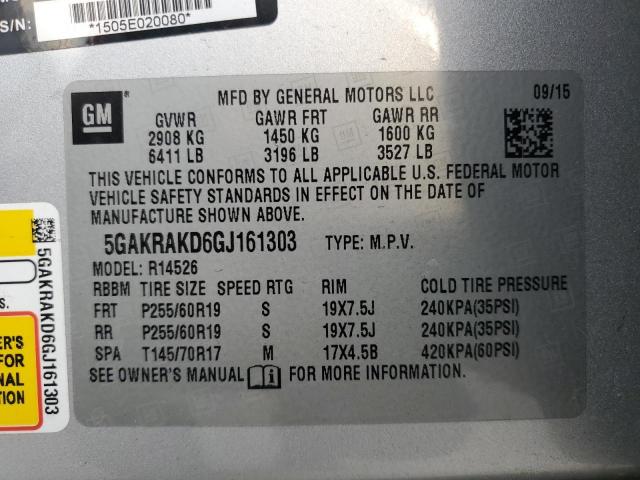 S/N:
*1505E020080*
GM
MFD BY GENERAL MOTORS LLC 09/15
GVWR GAWR FRT GAWR RR
2908 KG 1450 KG 1600 KG
6411 LB 3196 LB 3527 LB
THIS VEHICLE CONFORMS TO ALL APPLICABLE U.S. FEDERAL MOTOR
VEHICLE SAFETY STANDARDS IN EFFECT ON THE DATE OF
MANUFACTURE SHOWN ABOVE.
5GAKRAKD6GJ161303 TYPE: M.P.V.
MODEL: R14526
RBBM TIRE SIZE SPEED RTG RIM COLD TIRE PRESSURE
FRT P255/60R19 S 19X7.5J 240KPA(35PSI)
RR P255/60R19 S 19X7.5J 240KPA(35PSI)
SPA T145/70R17 M 17X4.5B 420KPA(60PSI)
SEE OWNER'S MANUAL FOR MORE INFORMATION.
5GAKRAKD6GJ161303
S.
ER'S
FOR
NAL
TION